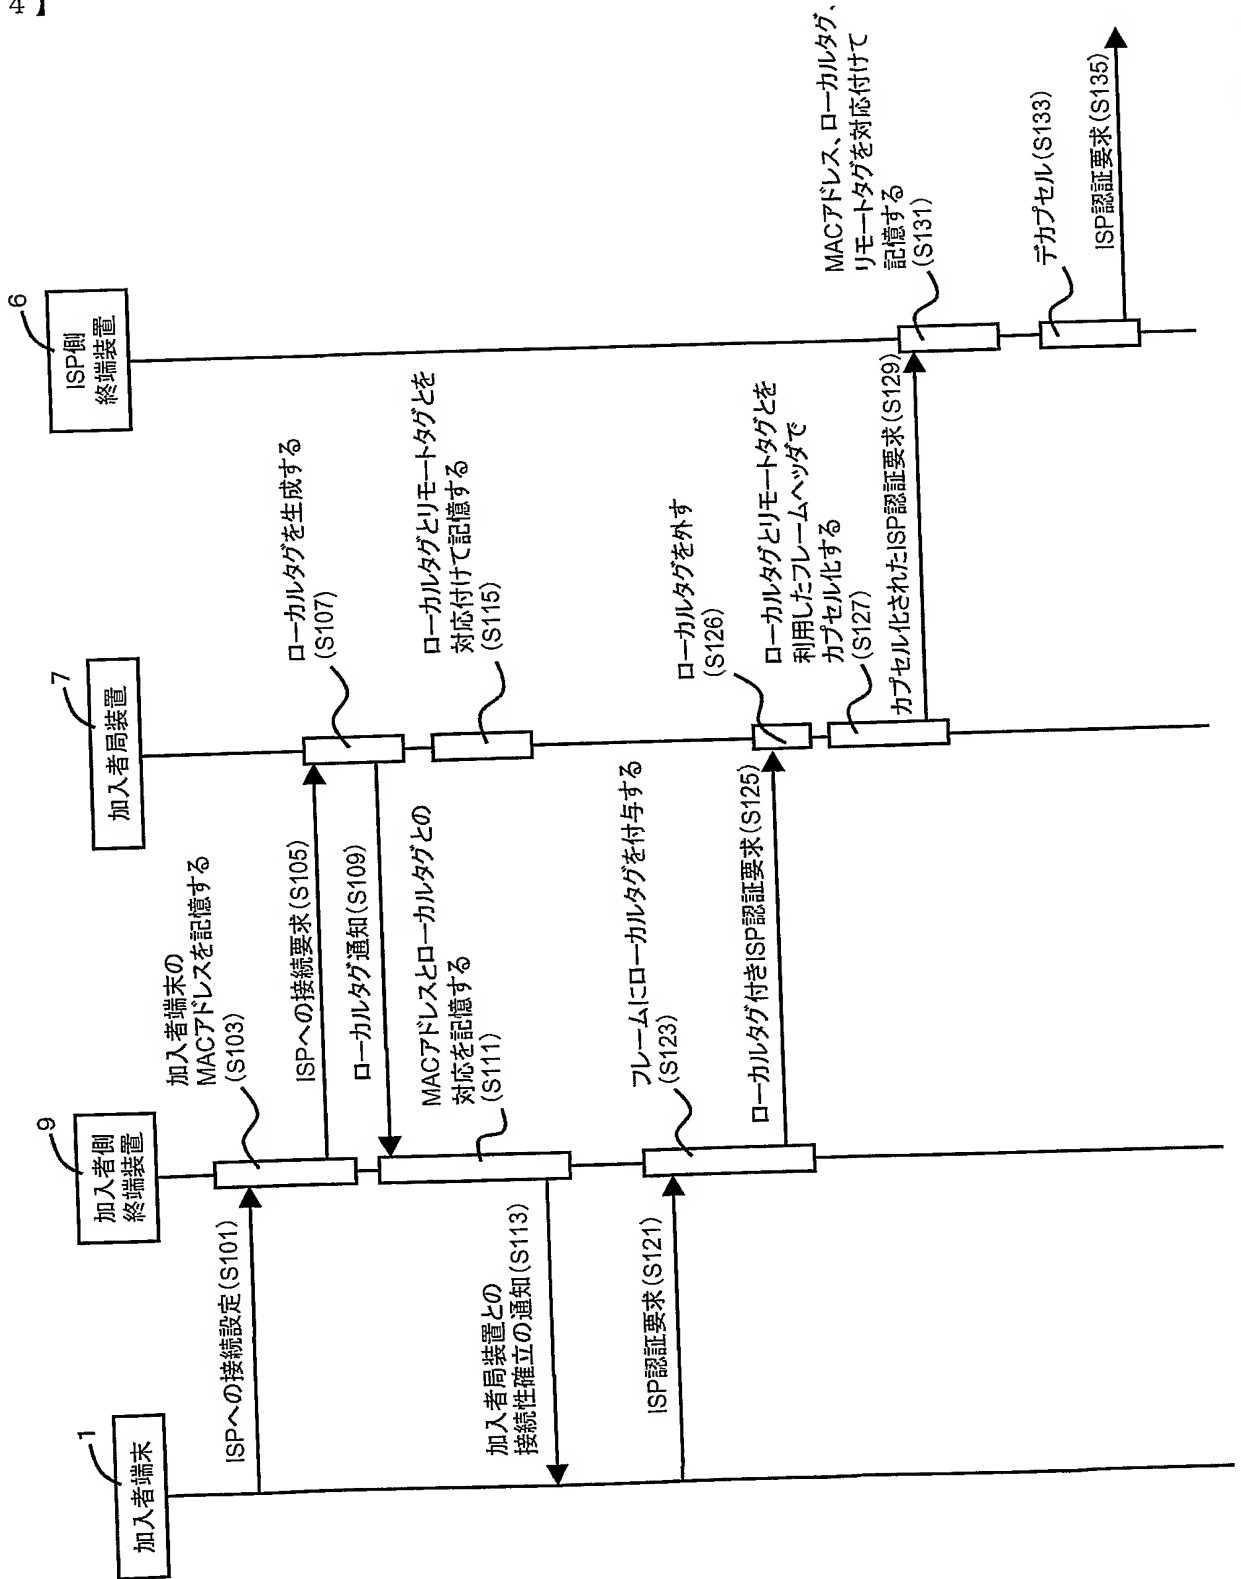 4】
1
加入者端末
9
加入者側
終端装置
7
加入者局装置
6
ISP側
終端装置
ISPへの接続設定(S101)
加入者端末の
MACアドレスを記憶する
(S103)
ISPへの接続要求(S105)
ローカルタグを生成する
(S107)
ローカルタグ通知(S109)
MACアドレスとローカルタグとの
対応を記憶する
(S111)
加入者局装置との
接続性確立の通知(S113)
ローカルタグとリモートタグとを
対応付けて記憶する
(S115)
ISP認証要求(S121)
フレームにローカルタグを付与する
(S123)
ローカルタグ付きISP認証要求(S125)
ローカルタグを外す
(S126)
ローカルタグとリモートタグとを
利用したフレームヘッダで
カプセル化する
(S127)
カプセル化されたISP認証要求(S129)
MACアドレス、ローカルタグ、
リモートタグを対応付けて
記憶する
(S131)
デカプセル(S133)
ISP認証要求(S135)